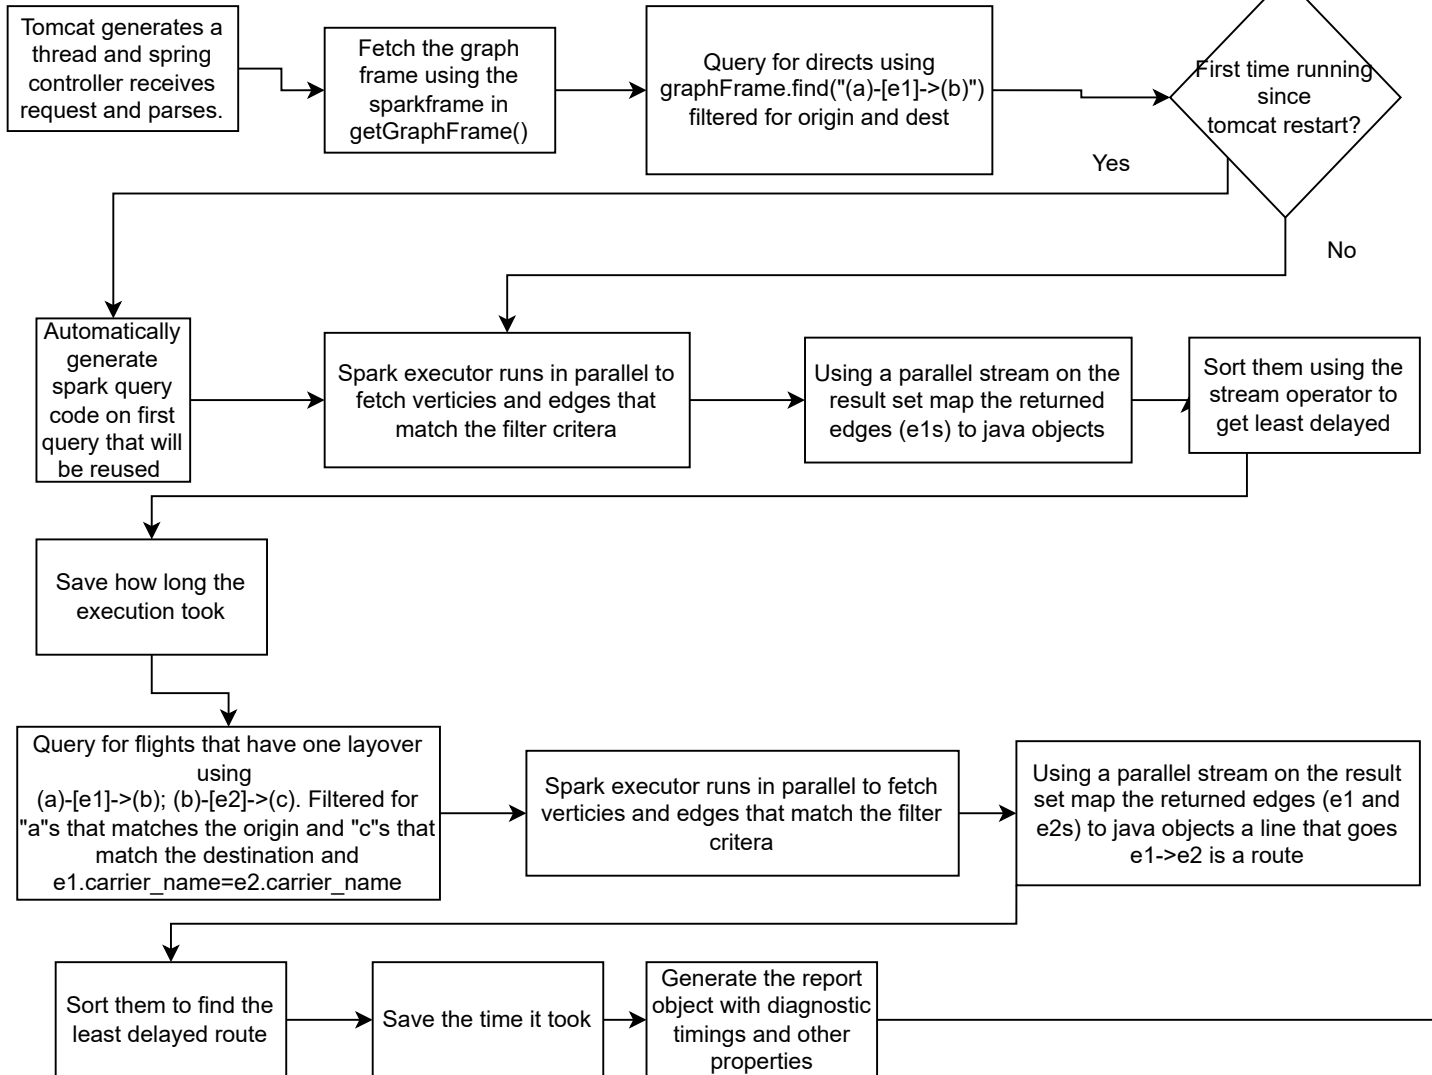 Tomcat generates a
thread and spring
controller receives
request and parses.
Fetch the graph
frame using the
sparkframe in
getGraphFrame()
Query for directs using
graphFrame.find("(a)-[e1]->(b)")
filtered for origin and dest
First time running
since
tomcat restart?
Yes
No
Automatically
generate
spark query
code on first
query that will
be reused
Spark executor runs in parallel to
fetch verticies and edges that
match the filter critera
Using a parallel stream on the
result set map the returned
edges (e1s) to java objects
Sort them using the
stream operator to
get least delayed
Save how long the
execution took
Query for flights that have one layover
using
(a)-[e1]->(b); (b)-[e2]->(c). Filtered for
"a"s that matches the origin and "c"s that
match the destination and
e1.carrier_name=e2.carrier_name
Spark executor runs in parallel to fetch
verticies and edges that match the filter
critera
Using a parallel stream on the result
set map the returned edges (e1 and
e2s) to java objects a line that goes
e1->e2 is a route
Sort them to find the
least delayed route
Save the time it took
Generate the report
object with diagnostic
timings and other
properties